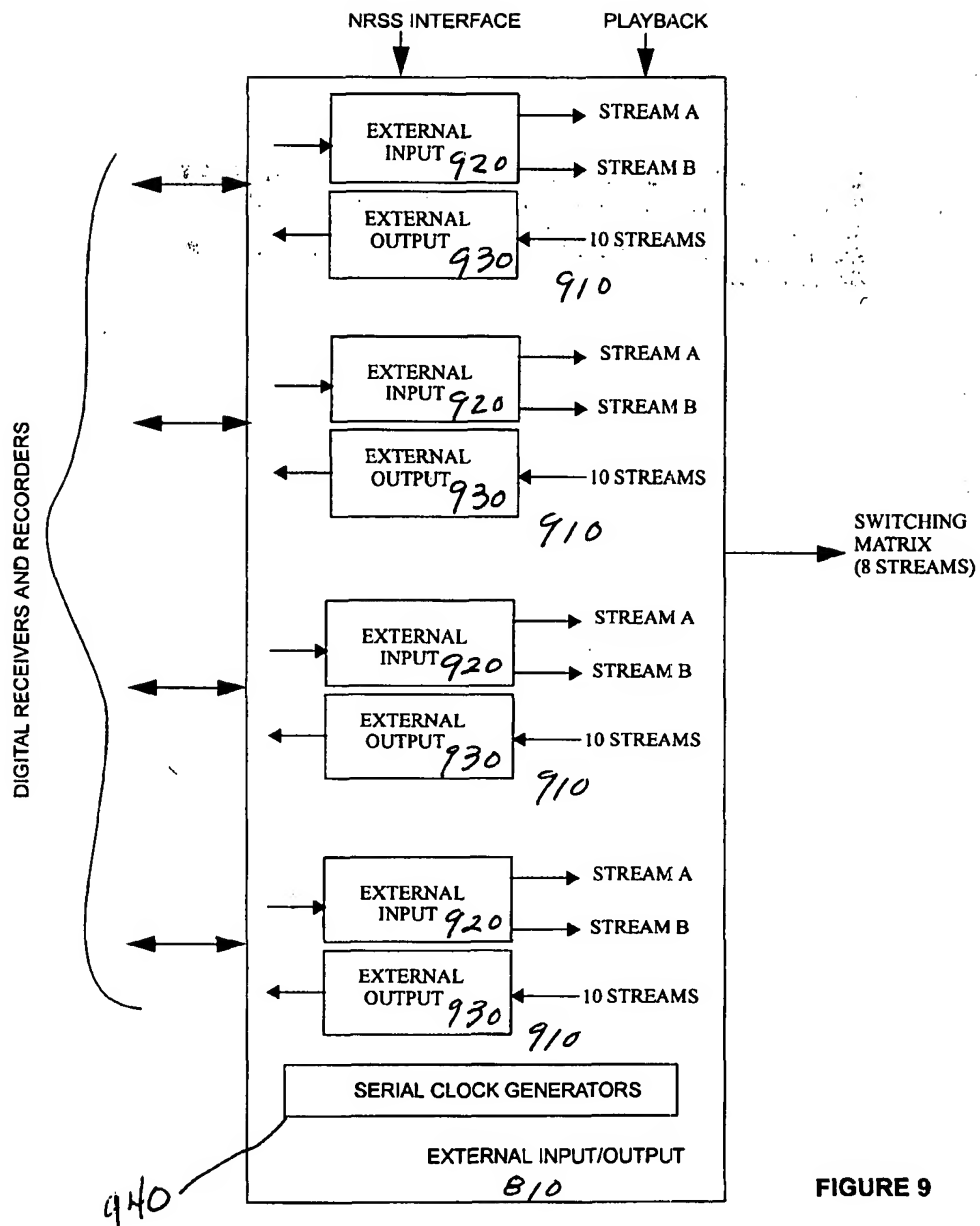 NRSS INTERFACE
PLAYBACK
EXTERNAL
INPUT 920
STREAM A
STREAM B
EXTERNAL
OUTPUT 930
10 STREAMS
910
EXTERNAL
INPUT 920
STREAM A
STREAM B
EXTERNAL
OUTPUT 930
10 STREAMS
910
DIGITAL RECEIVERS AND RECORDERS
SWITCHING
MATRIX
(8 STREAMS)
EXTERNAL
INPUT 920
STREAM A
STREAM B
EXTERNAL
OUTPUT 930
10 STREAMS
910
EXTERNAL
INPUT 920
STREAM A
STREAM B
EXTERNAL
OUTPUT 930
10 STREAMS
910
SERIAL CLOCK GENERATORS
EXTERNAL INPUT/OUTPUT
810
940
FIGURE 9